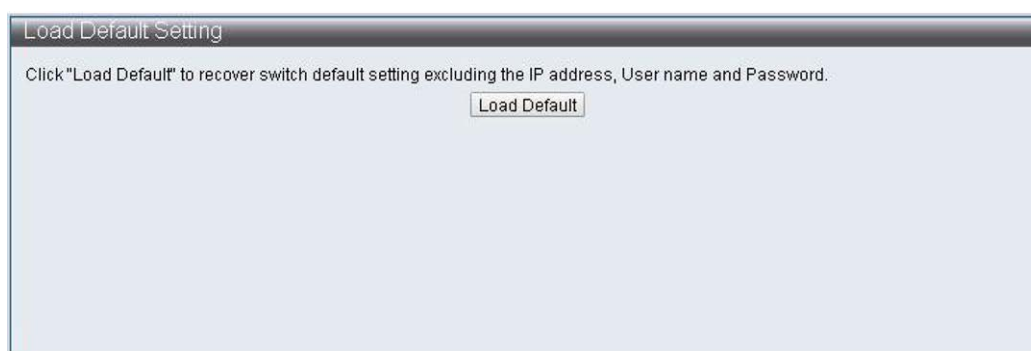 Load Default Setting
Click "Load Default" to recover switch default setting excluding the IP address, User name and Password.
Load Default